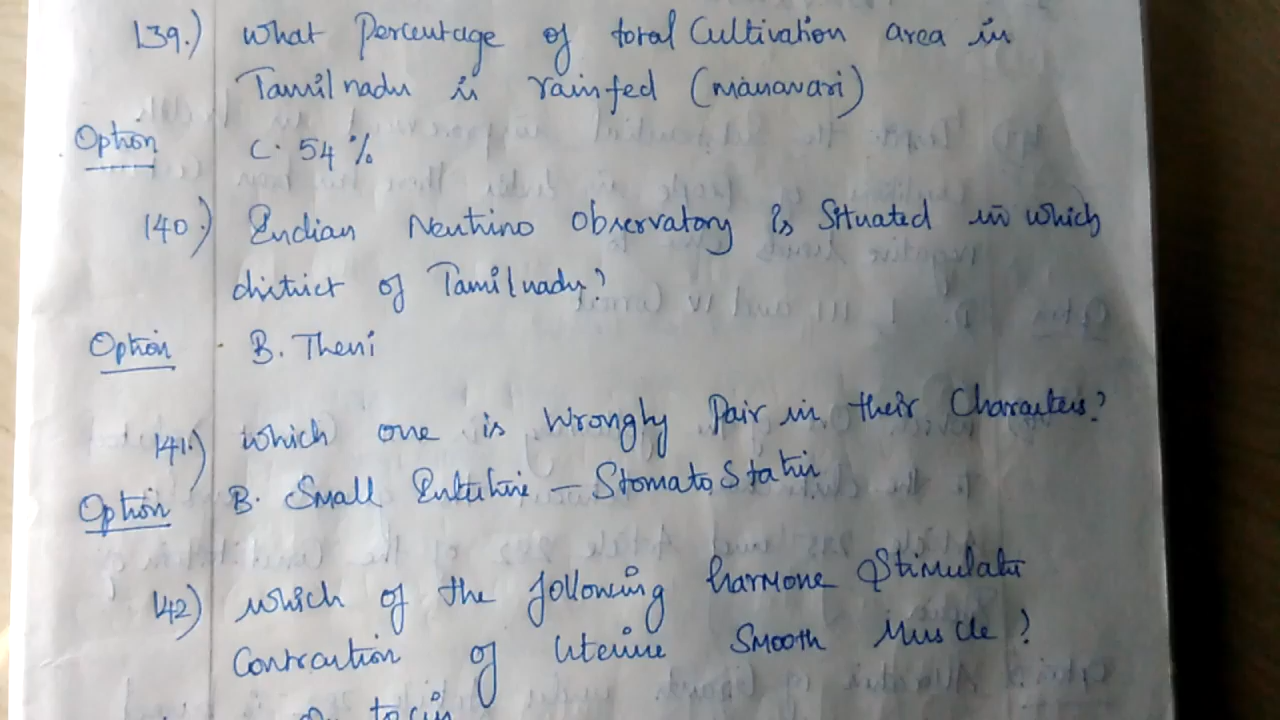 139.) what Percentage of total Cultivation area in
Tamilnadu is rainfed (manavari)
Option C. 54 %
140.) Indian Neutrino Observatory is Situated in which
district of Tamilnadu?
Option B. Theni
141.) which one is wrongly Pair in their Characters?
Option B. Small Intestine - Stomato Statin
142) which of the following harmone Stimulate
Contraction of Uterine Smooth Muscle?